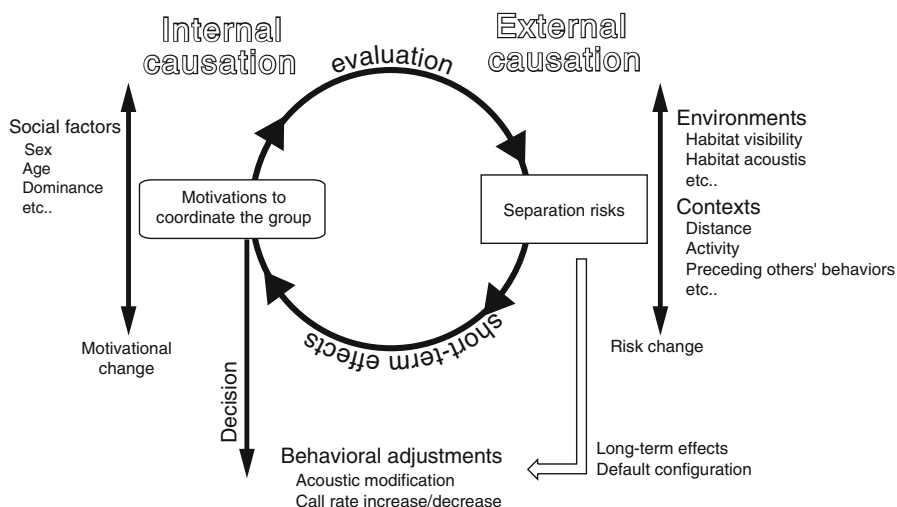 Internal
causation
External
causation
evaluation
Social factors
Sex
Age
Dominance
etc..
Motivational
change
Motivations to
coordinate the group
Separation risks
Environments
Habitat visibility
Habitat acoustis
etc..
Contexts
Distance
Activity
Preceding others' behaviors
etc..
Risk change
short-term effects
Decision
Behavioral adjustments
Acoustic modification
Call rate increase/decrease
Long-term effects
Default configuration